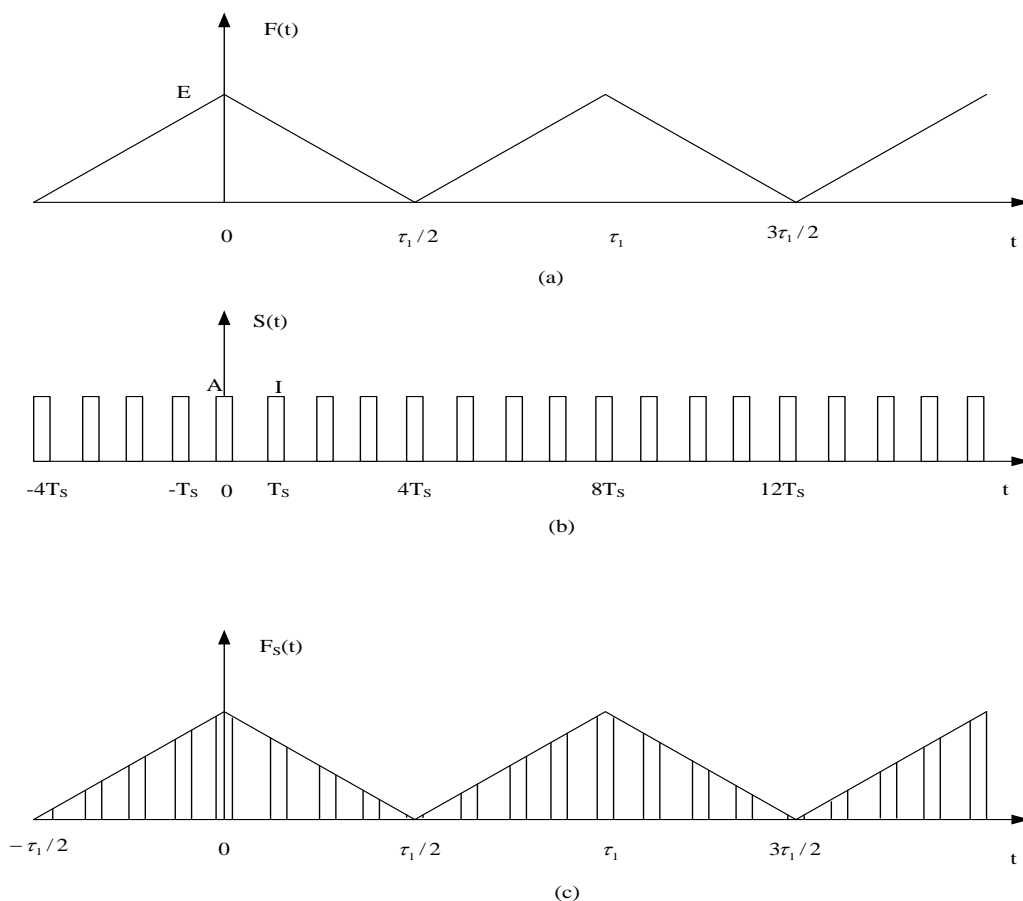 F(t)
E
0 τ₁/2 τ₁ 3τ₁/2 t
(a)
S(t)
A I
-4Tₛ -Tₛ 0 Tₛ 4Tₛ 8Tₛ 12Tₛ t
(b)
Fₛ(t)
−τ₁/2 0 τ₁/2 τ₁ 3τ₁/2 t
(c)